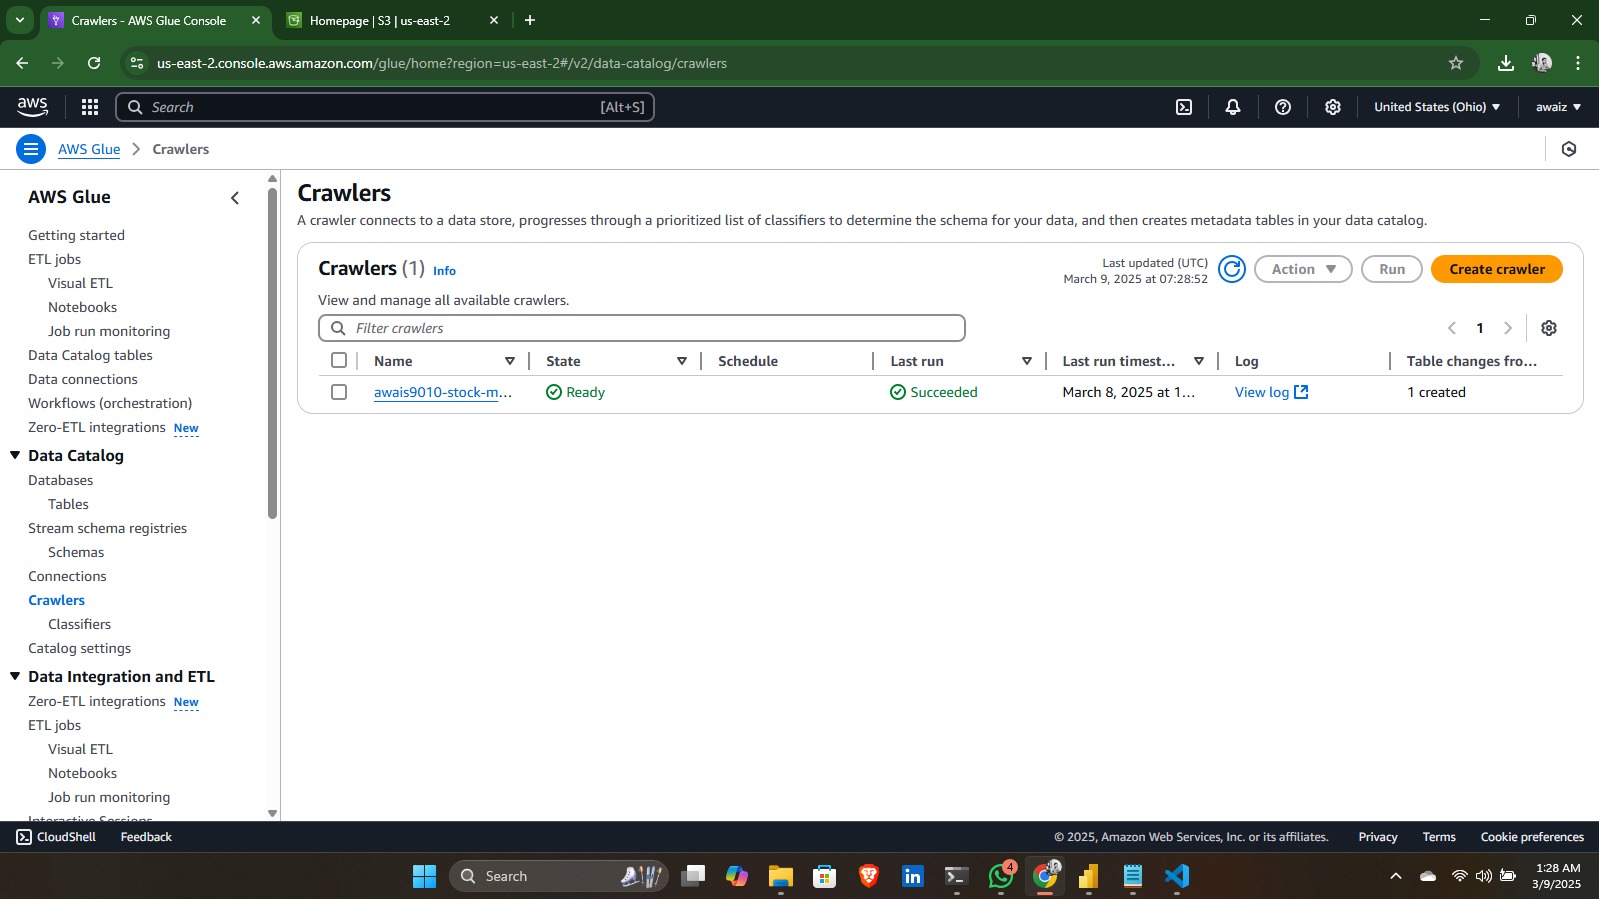 Crawlers - AWS Glue Console
Homepage | S3 | us-east-2
us-east-2.console.aws.amazon.com/glue/home?region=us-east-2#/v2/data-catalog/crawlers
aws
Search [Alt+S]
United States (Ohio)
awaiz
AWS Glue
Crawlers
AWS Glue
Getting started
ETL jobs
Visual ETL
Notebooks
Job run monitoring
Data Catalog tables
Data connections
Workflows (orchestration)
Zero-ETL integrations New
Data Catalog
Databases
Tables
Stream schema registries
Schemas
Connections
Crawlers
Classifiers
Catalog settings
Data Integration and ETL
Zero-ETL integrations New
ETL jobs
Visual ETL
Notebooks
Job run monitoring
Interactive Sessions
Crawlers
A crawler connects to a data store, progresses through a prioritized list of classifiers to determine the schema for your data, and then creates metadata tables in your data catalog.
Crawlers (1) Info
View and manage all available crawlers.
Last updated (UTC)
March 9, 2025 at 07:28:52
Action
Run
Create crawler
Filter crawlers
1
Name State Schedule Last run Last run timest... Log Table changes fro...
awais9010-stock-m... Ready Succeeded March 8, 2025 at 1... View log 1 created
CloudShell Feedback
© 2025, Amazon Web Services, Inc. or its affiliates. Privacy Terms Cookie preferences
Search
in
4
1:28 AM
3/9/2025